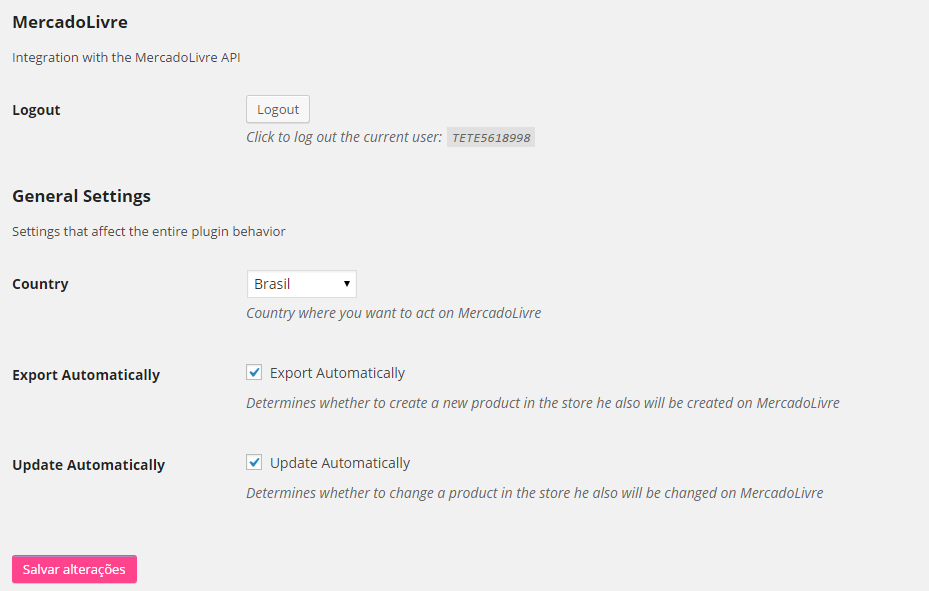 MercadoLivre
Integration with the MercadoLivre API
Logout
Logout
Click to log out the current user: TETE5618998
General Settings
Settings that affect the entire plugin behavior
Country
Brasil
Country where you want to act on MercadoLivre
Export Automatically
Export Automatically
Determines whether to create a new product in the store he also will be created on MercadoLivre
Update Automatically
Update Automatically
Determines whether to change a product in the store he also will be changed on MercadoLivre
Salvar alterações